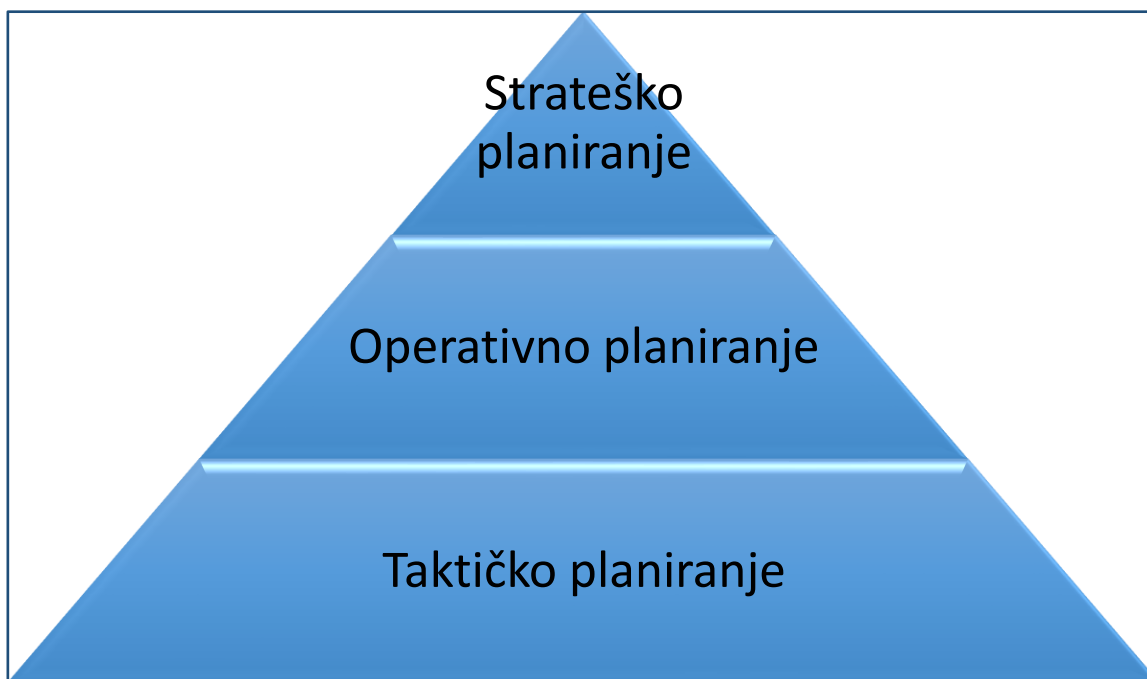 Strateško
planiranje
Operativno planiranje
Taktičko planiranje